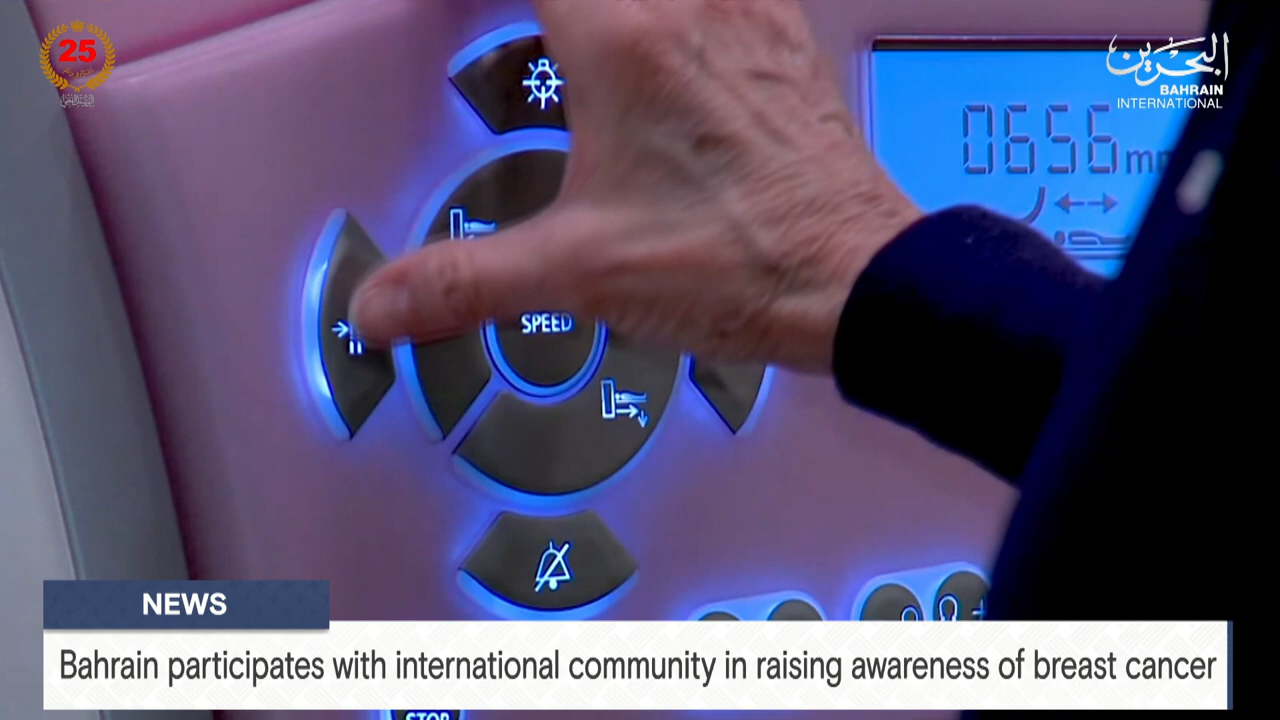 25
البحرين
BAHRAIN
INTERNATIONAL
0656
SPEED
NEWS
Bahrain participates with international community in raising awareness of breast cancer
STOP